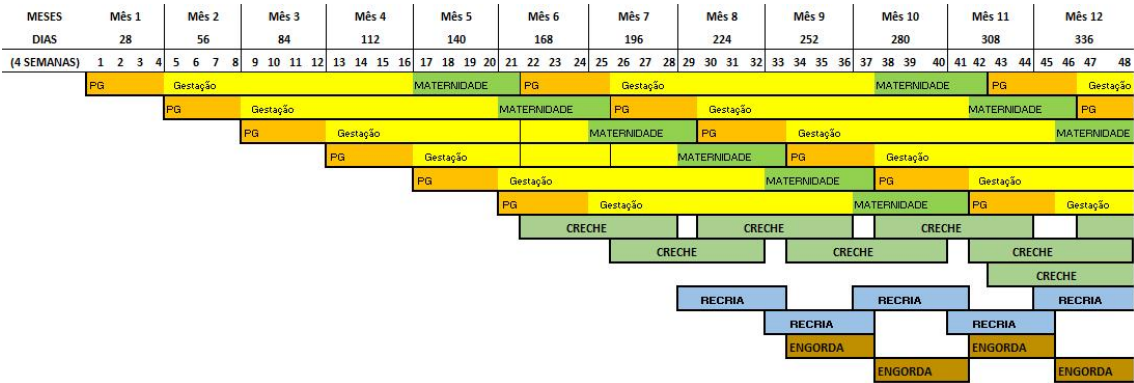 MESES Mês 1 Mês 2 Mês 3 Mês 4 Mês 5 Mês 6 Mês 7 Mês 8 Mês 9 Mês 10 Mês 11 Mês 12
DIAS 28 56 84 112 140 168 196 224 252 280 308 336
(4 SEMANAS) 1 2 3 4 5 6 7 8 9 10 11 12 13 14 15 16 17 18 19 20 21 22 23 24 25 26 27 28 29 30 31 32 33 34 35 36 37 38 39 40 41 42 43 44 45 46 47 48
PG Gestação MATERNIDADE PG Gestação MATERNIDADE PG Gestação
PG Gestação MATERNIDADE PG Gestação MATERNIDADE PG
PG Gestação MATERNIDADE PG Gestação MATERNIDADE
PG Gestação MATERNIDADE PG Gestação
PG Gestação MATERNIDADE PG Gestação
PG Gestação MATERNIDADE PG Gestação
CRECHE CRECHE CRECHE
CRECHE CRECHE CRECHE
CRECHE
RECRIA RECRIA RECRIA
RECRIA RECRIA
ENGORDA ENGORDA
ENGORDA ENGORDA